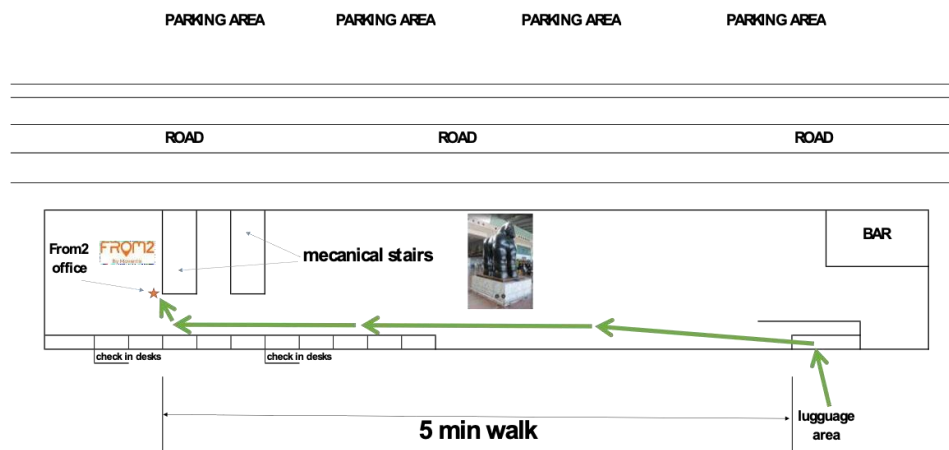 PARKING AREA PARKING AREA PARKING AREA PARKING AREA
ROAD ROAD ROAD
From2
office
FROM2
mecanical stairs
BAR
check in desks check in desks
5 min walk
lugguage
area